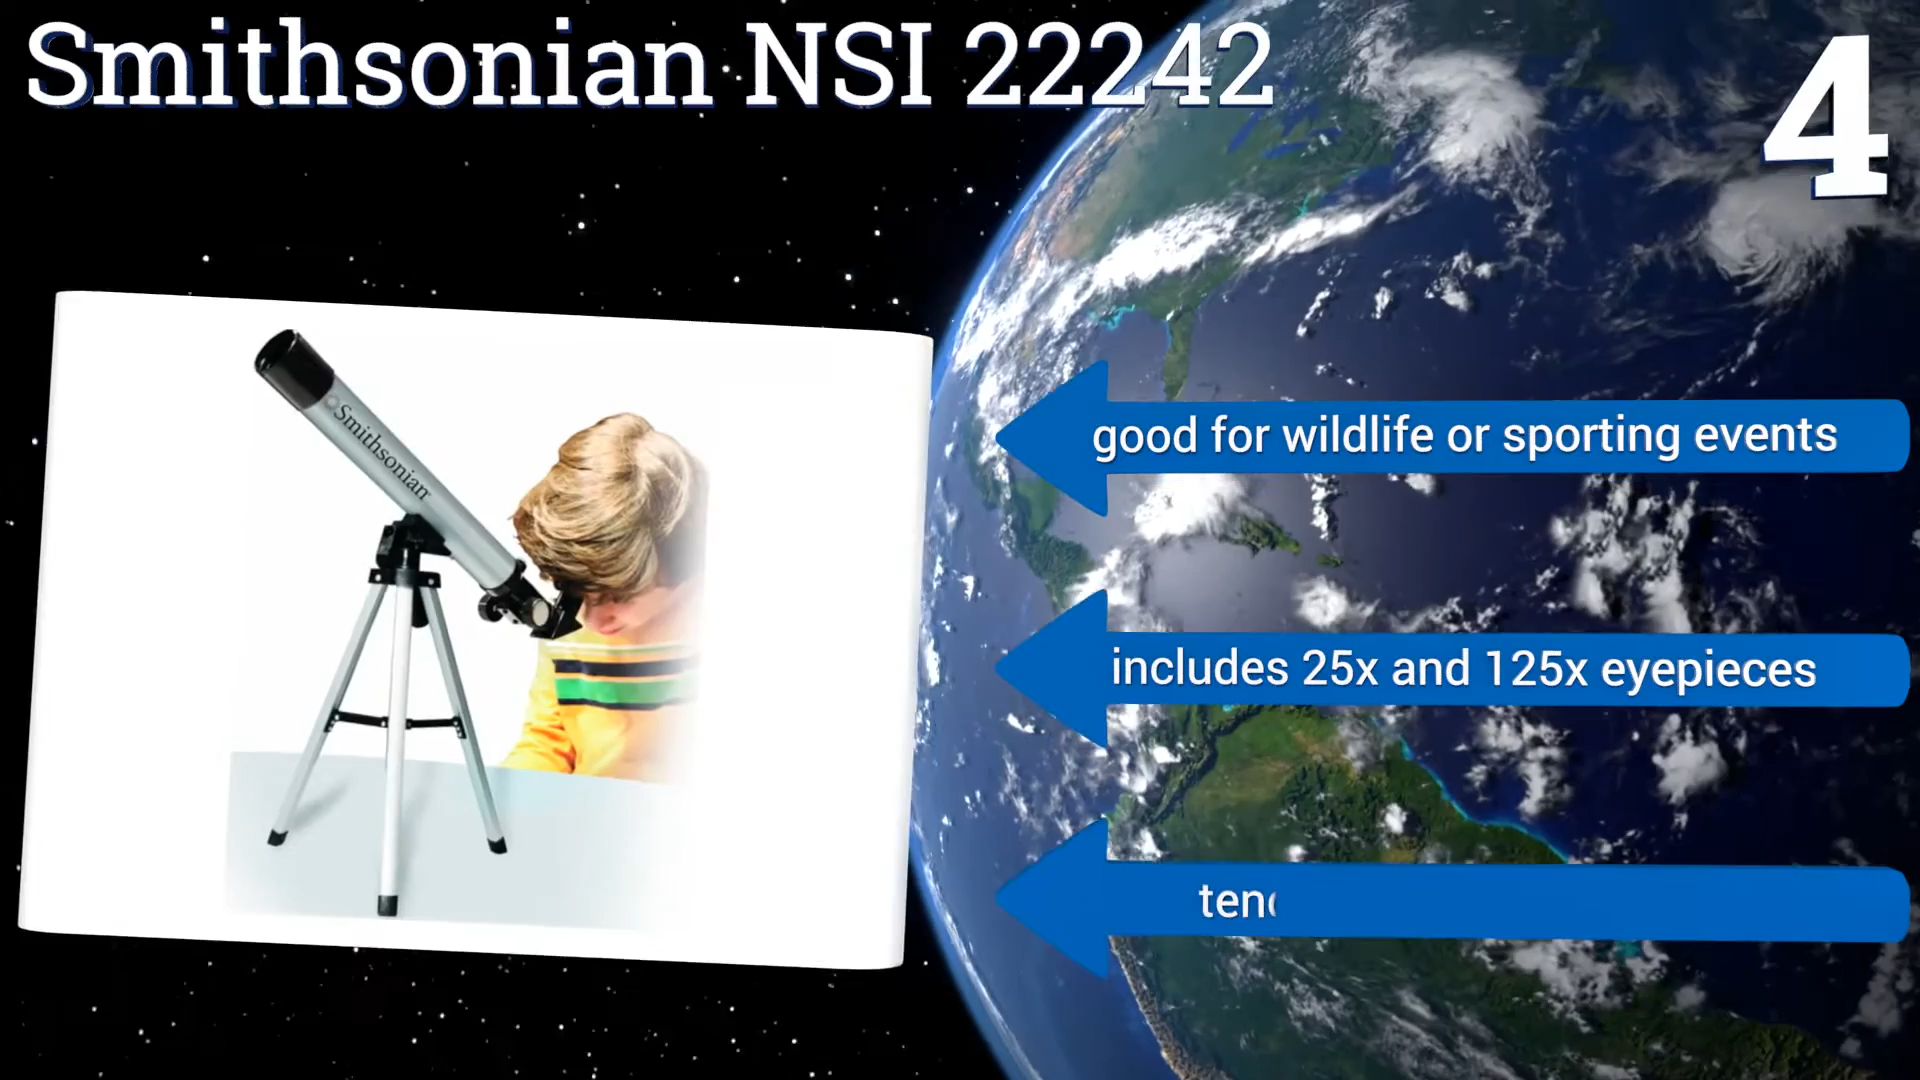 Smithsonian NSI 22242
4
Smithsonian
good for wildlife or sporting events
includes 25x and 125x eyepieces